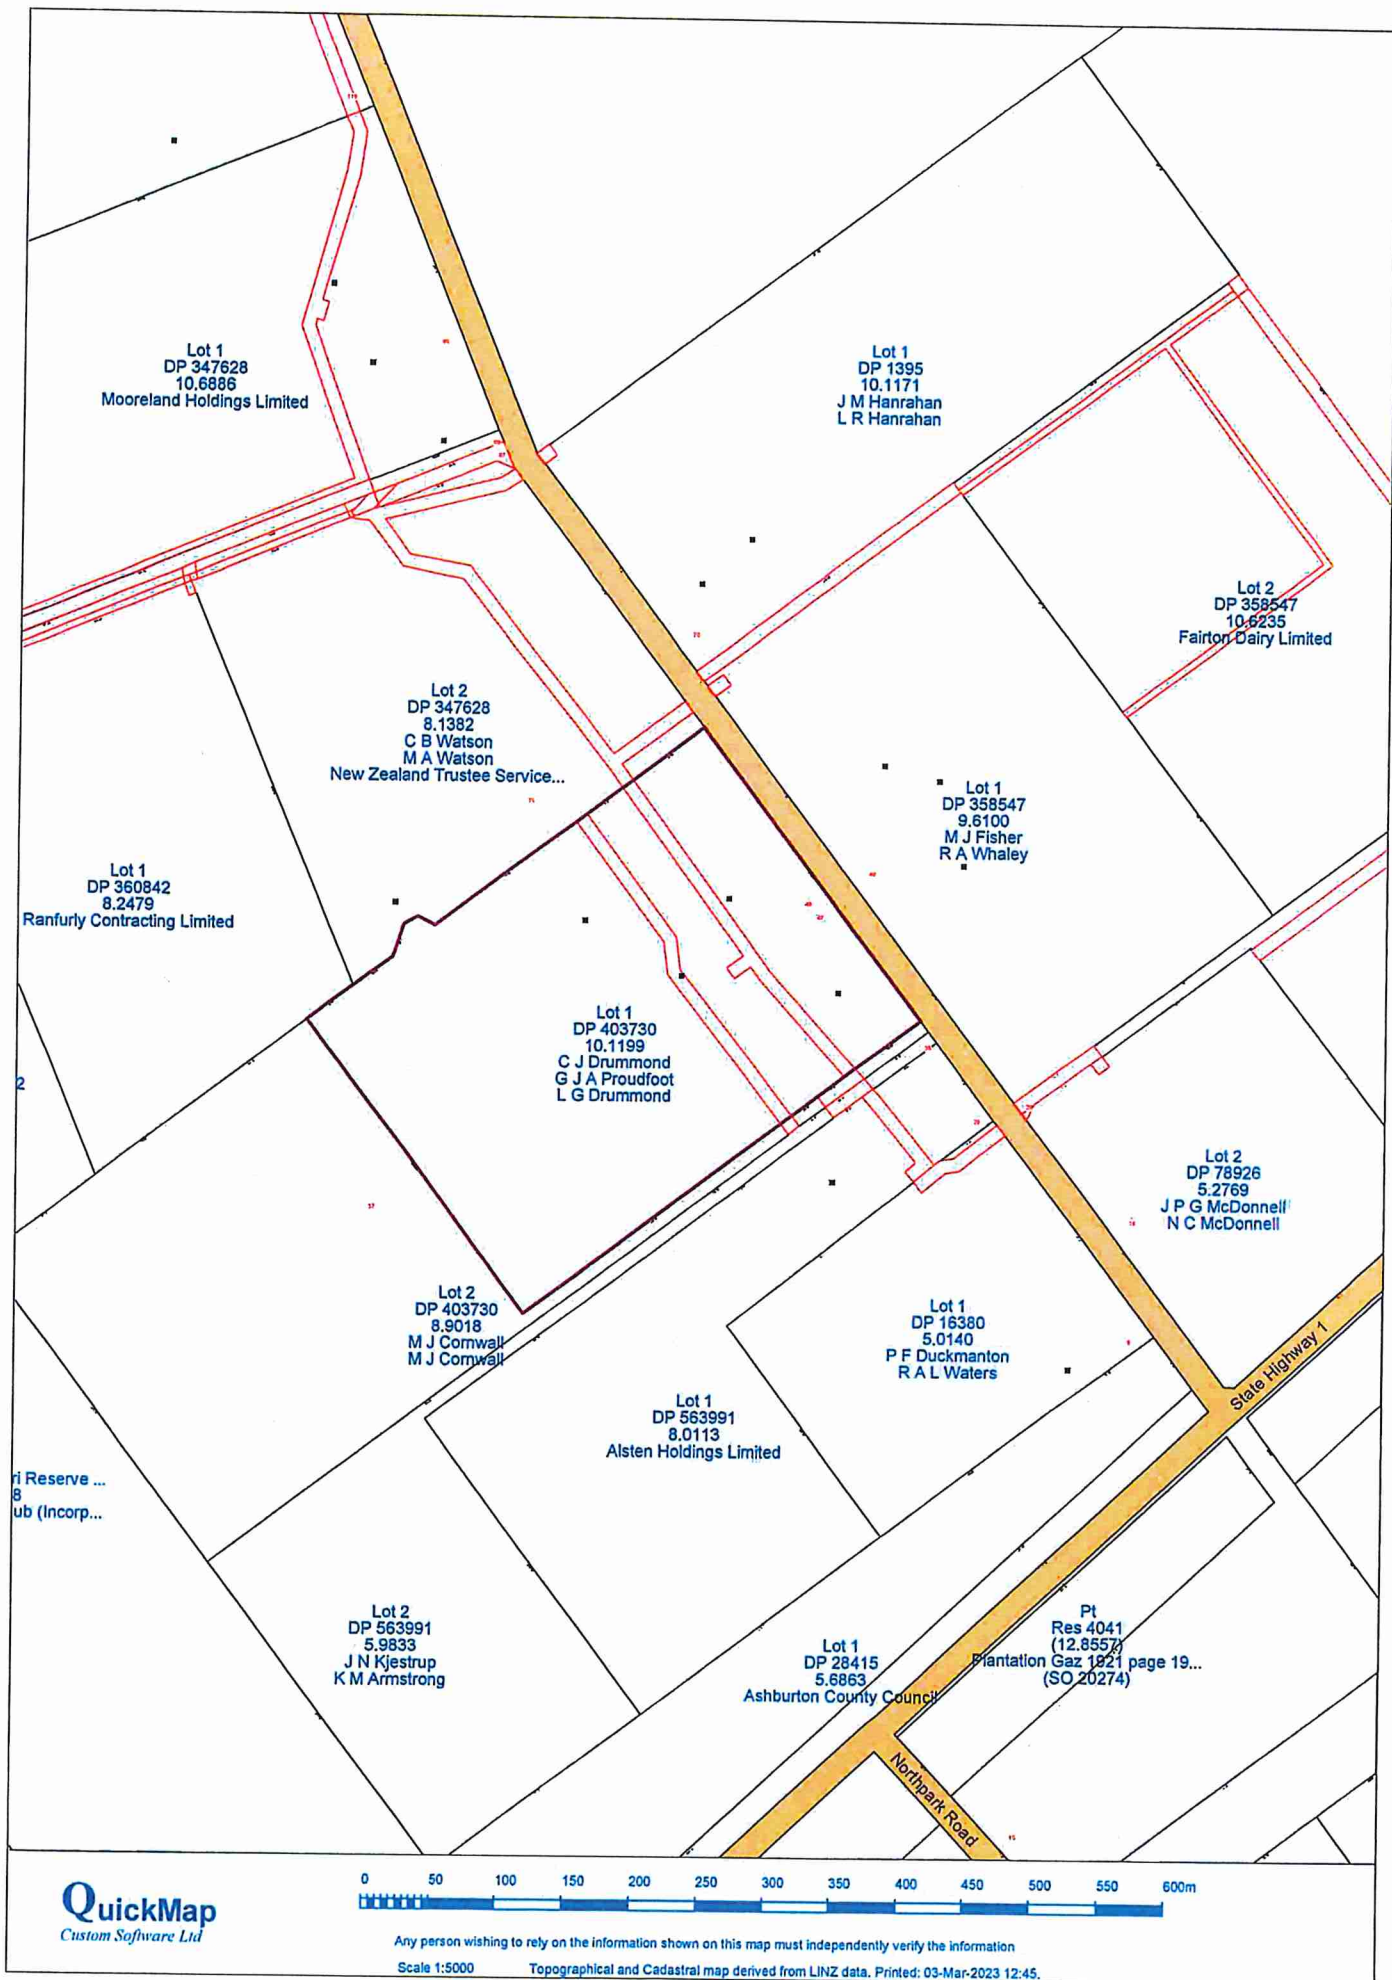 Lot 1
DP 347628
10.6886
Mooreland Holdings Limited
Lot 1
DP 1395
10.1171
J M Hanrahan
L R Hanrahan
Lot 2
DP 358547
10.6235
Fairton Dairy Limited
Lot 2
DP 347628
8.1382
C B Watson
M A Watson
New Zealand Trustee Service...
Lot 1
DP 358547
9.6100
M J Fisher
R A Whaley
Lot 1
DP 360842
8.2479
Ranfurly Contracting Limited
Lot 1
DP 403730
10.1199
C J Drummond
G J A Proudfoot
L G Drummond
2
Lot 2
DP 78926
5.2769
J P G McDonnell
N C McDonnell
Lot 2
DP 403730
8.9018
M J Cornwall
M J Cornwall
Lot 1
DP 16380
5.0140
P F Duckmanton
R A L Waters
State Highway 1
Lot 1
DP 563991
8.0113
Alsten Holdings Limited
ri Reserve ...
8
ub (Incorp...
Lot 2
DP 563991
5.9833
J N Kjestrup
K M Armstrong
Lot 1
DP 28415
5.6863
Ashburton County Council
Pt
Res 4041
(12.8557)
Plantation Gaz 1921 page 19...
(SO 20274)
Northpark Road
QuickMap
Custom Software Ltd
0 50 100 150 200 250 300 350 400 450 500 550 600m
Any person wishing to rely on the information shown on this map must independently verify the information
Scale 1:5000 Topographical and Cadastral map derived from LINZ data. Printed: 03-Mar-2023 12:45.